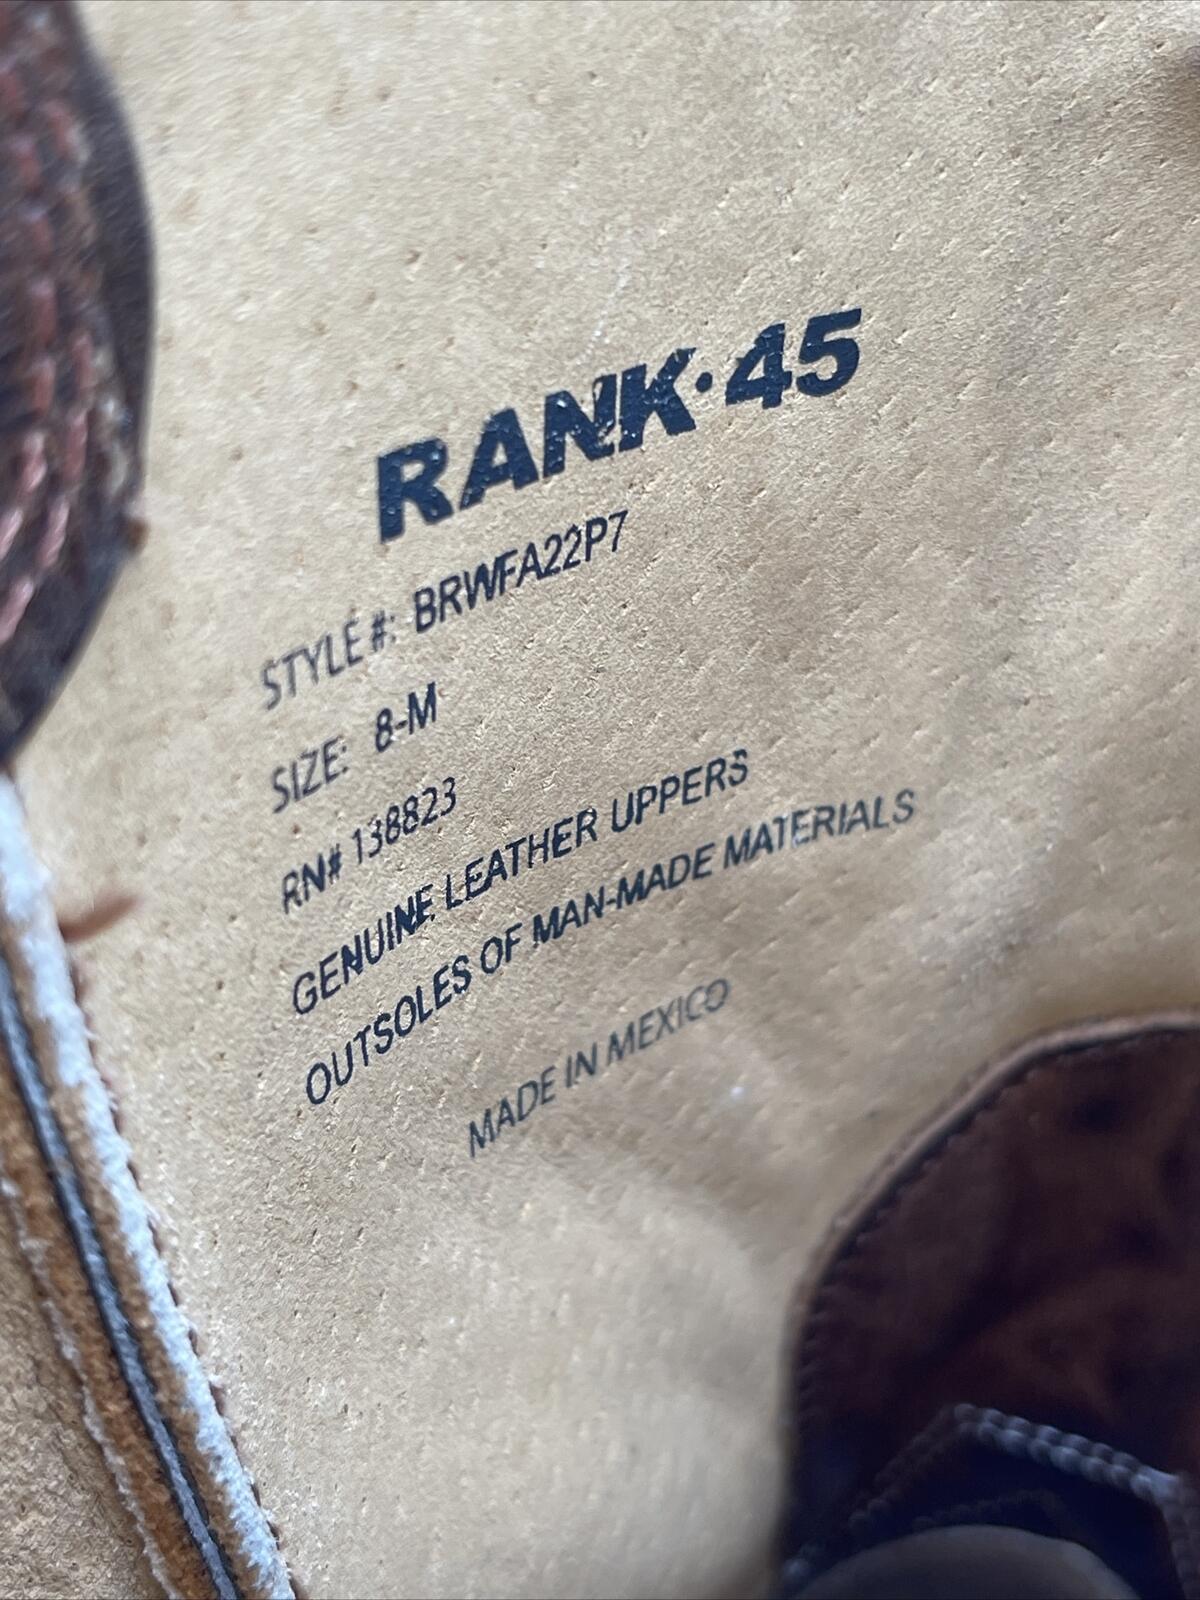 RANK·45
STYLE#: BRWFA22P7
SIZE: 8-M
RN# 138823
GENUINE LEATHER UPPERS
OUTSOLES OF MAN-MADE MATERIALS
MADE IN MEXICO